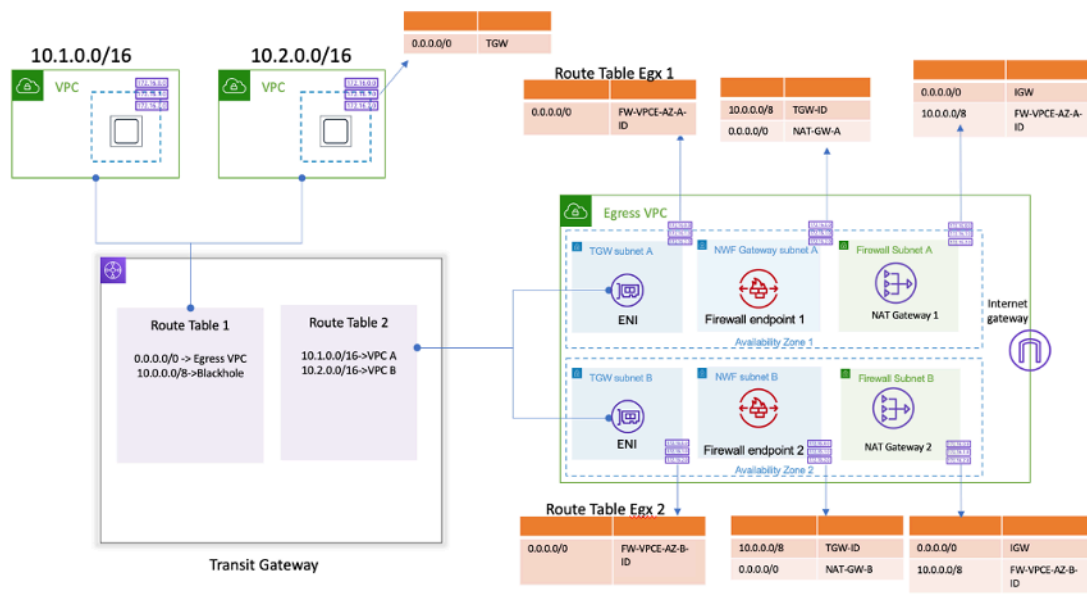 10.1.0.0/16
10.2.0.0/16
0.0.0.0/0 TGW
VPC
VPC
Route Table Egx 1
0.0.0.0/0 FW-VPCE-AZ-A-
ID
10.0.0.0/8 TGW-ID
0.0.0.0/0 NAT-GW-A
0.0.0.0/0 IGW
10.0.0.0/8 FW-VPCE-AZ-A-
ID
Egress VPC
TGW subnet A
NWF Gateway subnet A
Firewall Subnet A
ENI
Firewall endpoint 1
NAT Gateway 1
Availability Zone 1
Internet
gateway
TGW subnet B
NWF subnet B
Firewall Subnet B
ENI
Firewall endpoint 2
NAT Gateway 2
Availability Zone 2
Route Table 1
0.0.0.0/0 -> Egress VPC
10.0.0.0/8->Blackhole
Route Table 2
10.1.0.0/16->VPC A
10.2.0.0/16->VPC B
Transit Gateway
Route Table Egx 2
0.0.0.0/0 FW-VPCE-AZ-B-
ID
10.0.0.0/8 TGW-ID
0.0.0.0/0 NAT-GW-B
0.0.0.0/0 IGW
10.0.0.0/8 FW-VPCE-AZ-B-
ID